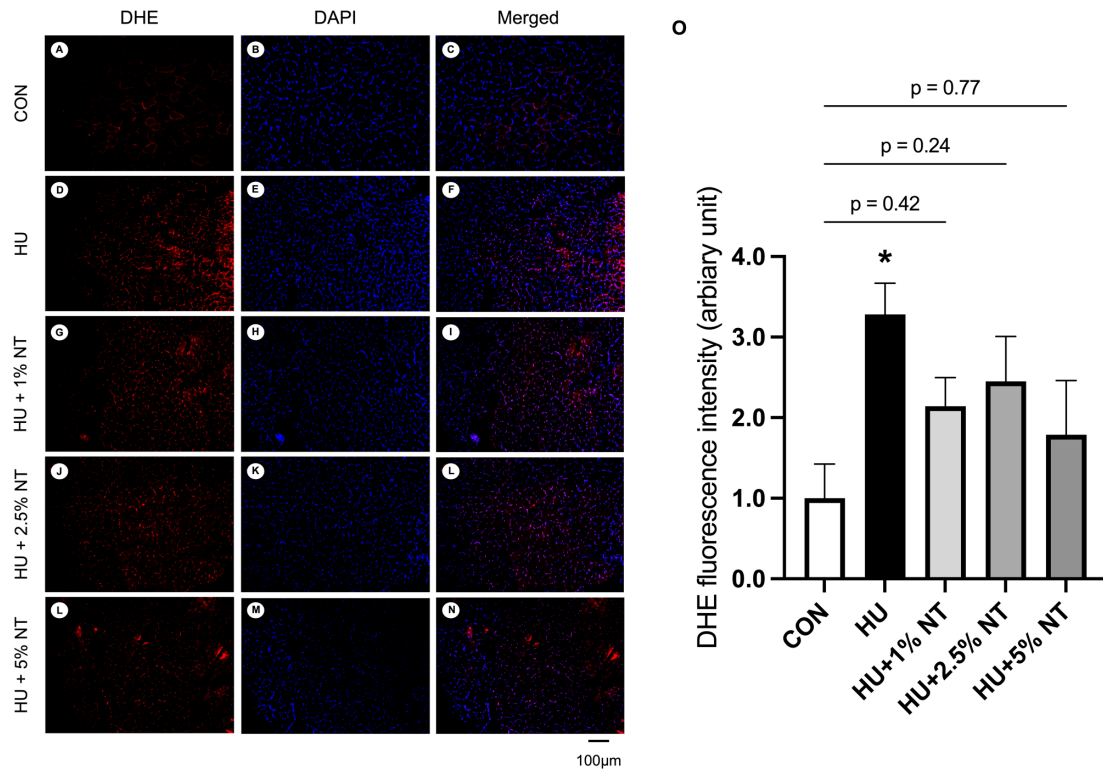 DHE DAPI Merged
O
CON
A B C
HU
D E F
HU + 1% NT
G H I
HU + 2.5% NT
J K L
HU + 5% NT
L M N
100μm
p = 0.77
p = 0.24
p = 0.42
DHE fluorescence intensity (arbiary unit)
4.0
3.0
2.0
1.0
0.0
*
CON
HU
HU+1% NT
HU+2.5% NT
HU+5% NT